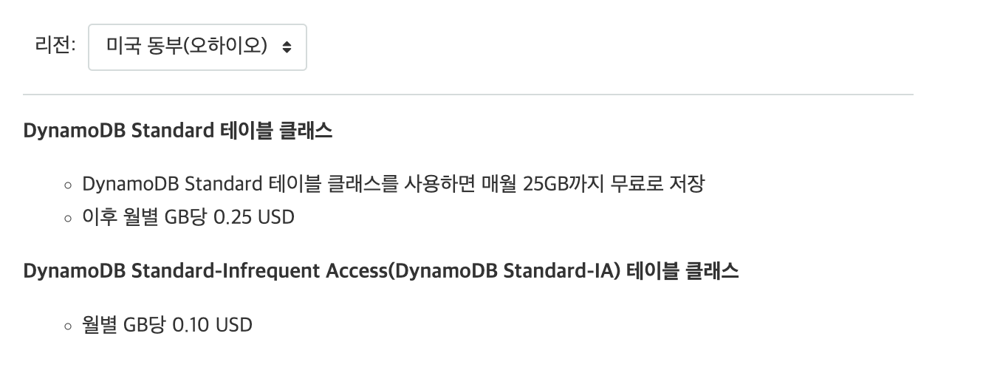 리전: 미국 동부(오하이오)
DynamoDB Standard 테이블 클래스
DynamoDB Standard 테이블 클래스를 사용하면 매월 25GB까지 무료로 저장
이후 월별 GB당 0.25 USD
DynamoDB Standard-Infrequent Access(DynamoDB Standard-IA) 테이블 클래스
월별 GB당 0.10 USD